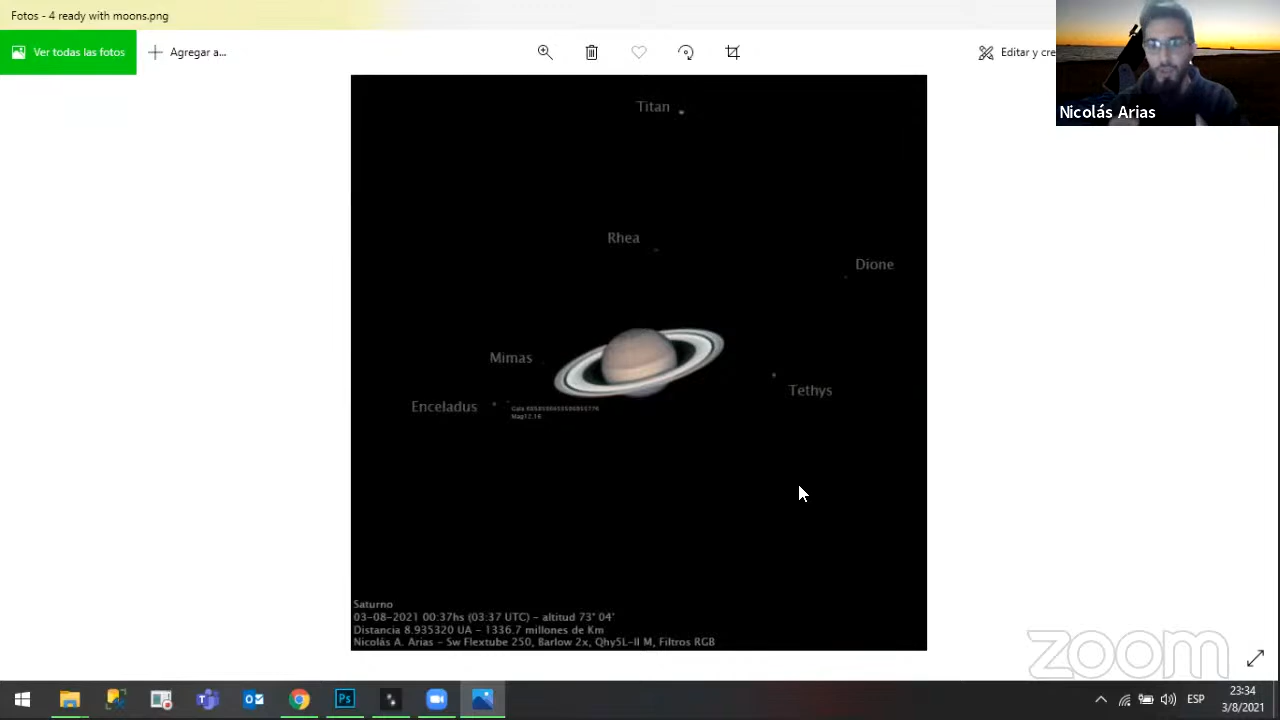 Fotos - 4 ready with moons.png
Ver todas las fotos
Agregar a...
Editar y cre
Nicolás Arias
Titan
Rhea
Dione
Mimas
Tethys
Enceladus
Mag12.16
Saturno
03-08-2021 00:37hs (03:37 UTC) - altitud 73° 04'
Distancia 8.935320 UA - 1336.7 millones de Km
Nicolás A. Arias - Sw Flextube 250, Barlow 2x, Qhy5L-II M, Filtros RGB
zoom
Ps
ESP
23:34
3/8/2021